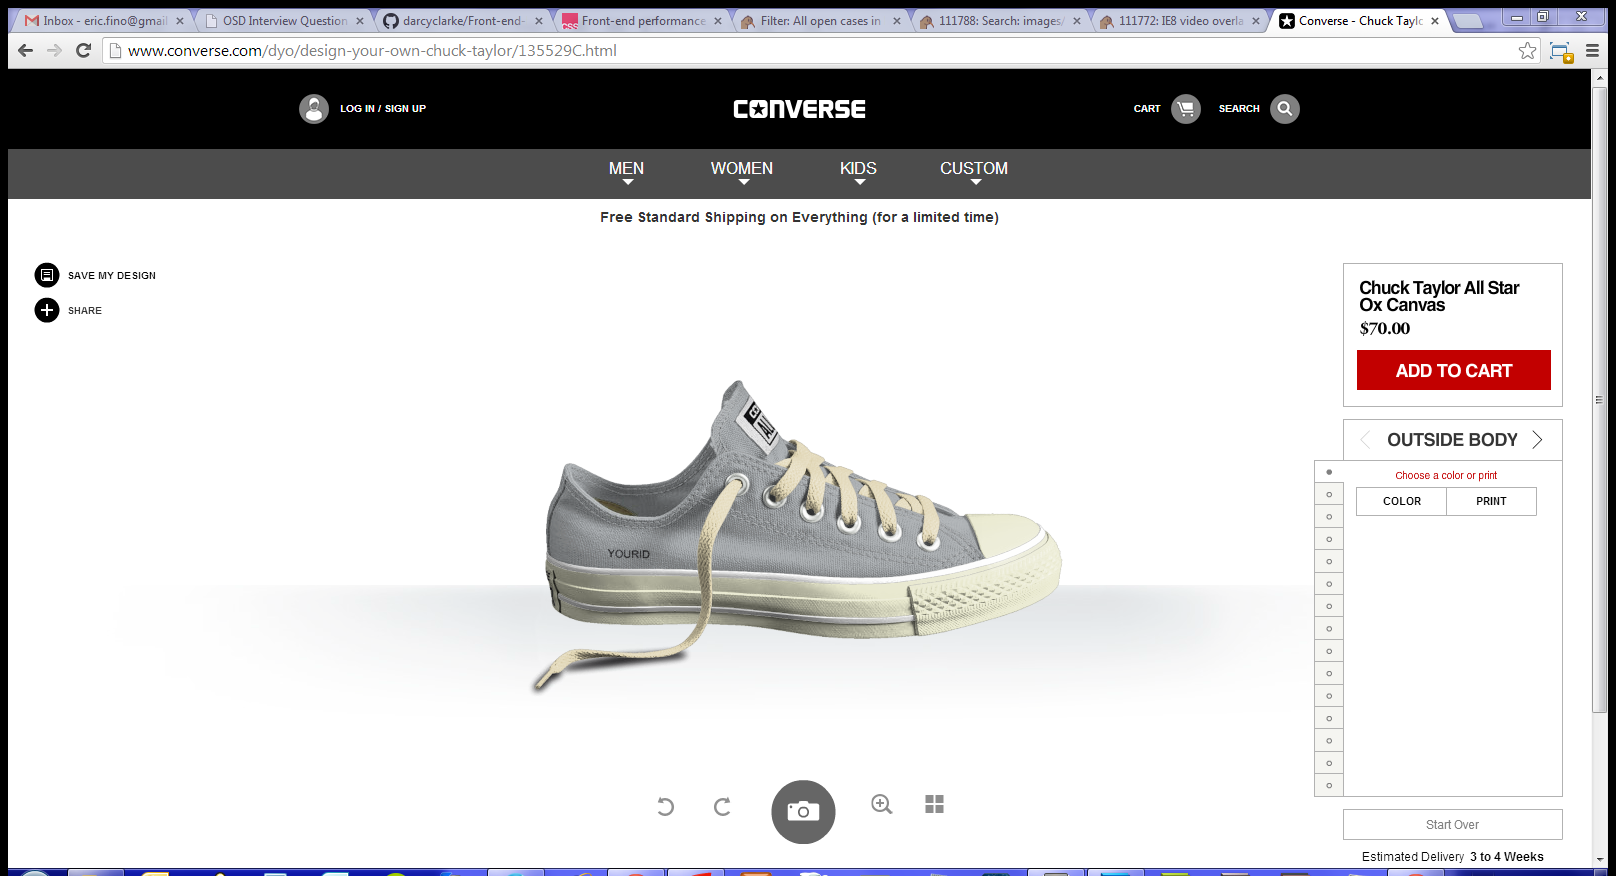 Inbox - eric.fino@gmail
OSD Interview Question
darcyclarke/Front-end-
Front-end performance
Filter: All open cases in
111788: Search: images/
111772: IE8 video overla
Converse - Chuck Taylo
www.converse.com/dyo/design-your-own-chuck-taylor/135529C.html
LOG IN / SIGN UP
CONVERSE
CART
SEARCH
MEN
WOMEN
KIDS
CUSTOM
Free Standard Shipping on Everything (for a limited time)
SAVE MY DESIGN
SHARE
Chuck Taylor All Star
Ox Canvas
$70.00
ADD TO CART
OUTSIDE BODY
Choose a color or print
COLOR
PRINT
YOURID
Start Over
Estimated Delivery 3 to 4 Weeks